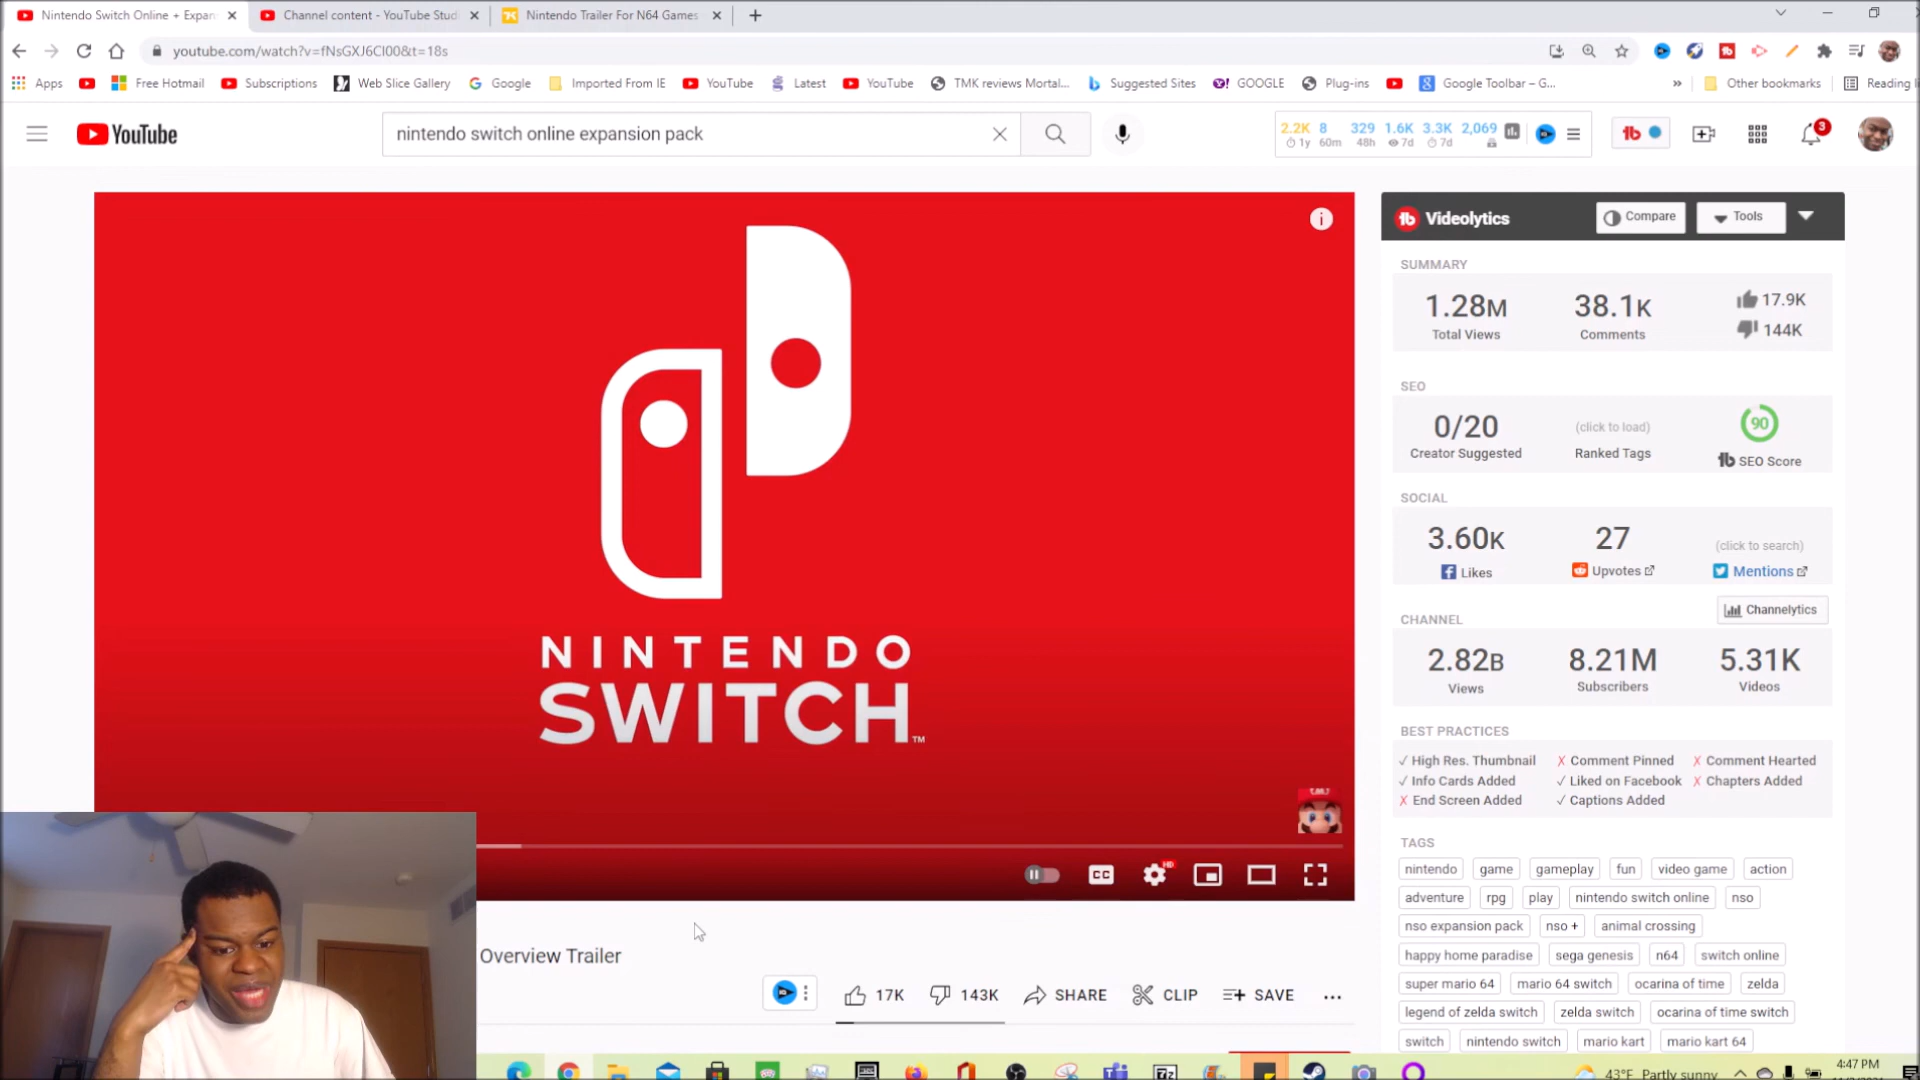 Nintendo Switch Online + Expan
Channel content - YouTube Stud
Nintendo Trailer For N64 Games
youtube.com/watch?v=fNsGXJ6Cl00&t=18s
Apps
Free Hotmail
Subscriptions
Web Slice Gallery
Google
Imported From IE
YouTube
Latest
YouTube
TMK reviews Mortal...
Suggested Sites
GOOGLE
Plug-ins
Google Toolbar – G...
»
Other bookmarks
Reading li
YouTube
nintendo switch online expansion pack
2.2K 8 329 1.6K 3.3K 2,069
1y 60m 48h 7d 7d
3
NINTENDO
SWITCH™
HD
CC
Overview Trailer
17K
143K
SHARE
CLIP
SAVE
...
Videolytics
Compare
Tools
SUMMARY
1.28M
Total Views
38.1K
Comments
17.9K
144K
SEO
0/20
Creator Suggested
(click to load)
Ranked Tags
90
SEO Score
SOCIAL
3.60K
Likes
27
Upvotes
(click to search)
Mentions
Channelytics
CHANNEL
2.82B
Views
8.21M
Subscribers
5.31K
Videos
BEST PRACTICES
✓ High Res. Thumbnail ✗ Comment Pinned ✗ Comment Hearted
✓ Info Cards Added ✓ Liked on Facebook ✗ Chapters Added
✗ End Screen Added ✓ Captions Added
TAGS
nintendo game gameplay fun video game action
adventure rpg play nintendo switch online nso
nso expansion pack nso + animal crossing
happy home paradise sega genesis n64 switch online
super mario 64 mario 64 switch ocarina of time zelda
legend of zelda switch zelda switch ocarina of time switch
switch nintendo switch mario kart mario kart 64
43°F Partly sunny
4:47 PM